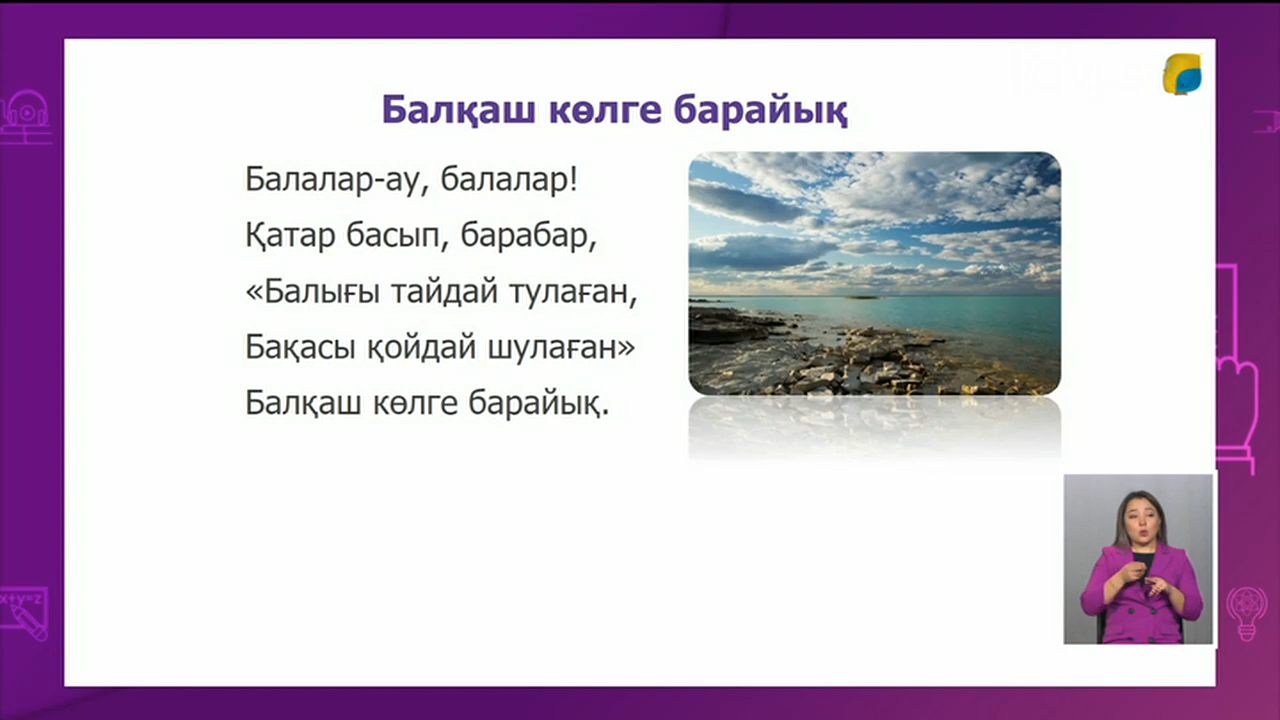 Балқаш көлге барайық
Балалар-ау, балалар!
Қатар басып, барабар,
«Балығы тайдай тулаған,
Бақасы қойдай шулаған»
Балқаш көлге барайық.
x+y=z